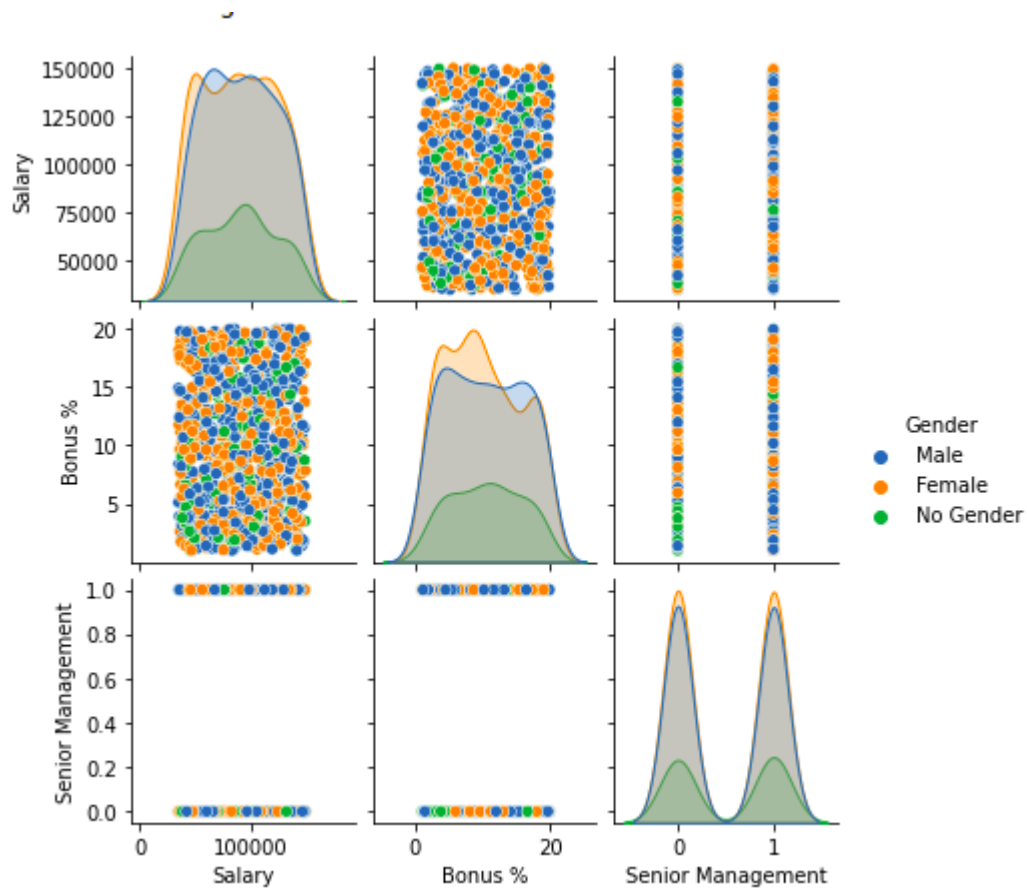 150000
125000
100000
75000
50000
Salary
20
15
10
5
Bonus %
Gender
Male
Female
No Gender
1.0
0.8
0.6
0.4
0.2
0.0
Senior Management
0 100000
Salary
0 20
Bonus %
0 1
Senior Management